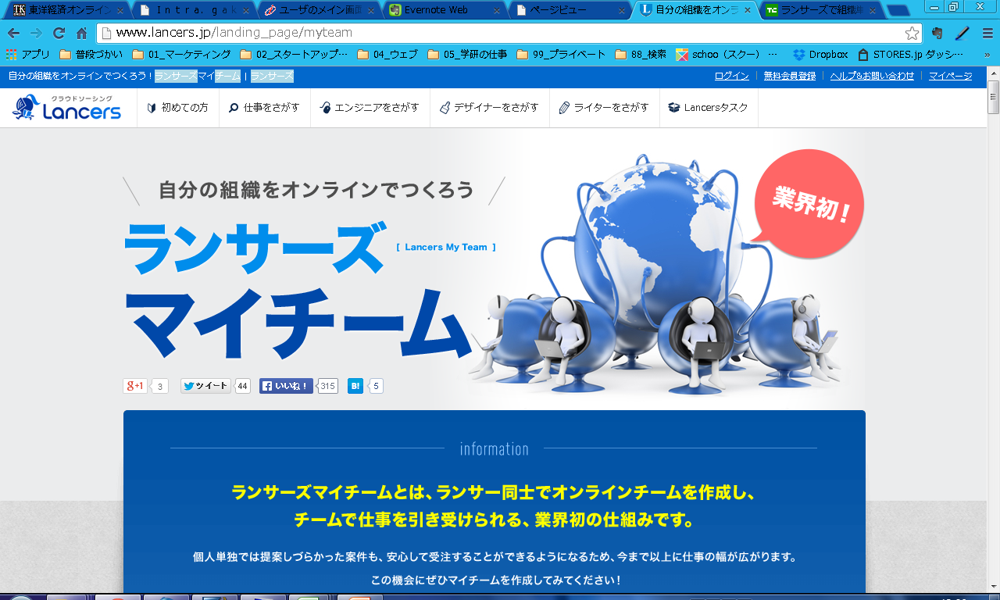 東洋経済オンライン
I n t r a . g a k
ユーザのメイン画面
Evernote Web
ページビュー
自分の組織をオンラ
ランサーズで組織単
www.lancers.jp/landing_page/myteam
アプリ 普段づかい 01_マーケティング 02_スタートアップ… 04_ウェブ 05_学研の仕事 99_プライベート 88_検索 schoo（スクー） … Dropbox STORES.jp ダッシ… »
自分の組織をオンラインでつくろう！ランサーズマイチーム | ランサーズ
ログイン | 無料会員登録 | ヘルプ&お問い合わせ | マイページ
クラウドソーシング
Lancers
初めての方 仕事をさがす エンジニアをさがす デザイナーをさがす ライターをさがす Lancersタスク
自分の組織をオンラインでつくろう
業界初！
ランサーズ
[ Lancers My Team ]
マイチーム
g+1 3 ツイート 44 いいね！ 315 B! 5
information
ランサーズマイチームとは、ランサー同士でオンラインチームを作成し、
チームで仕事を引き受けられる、業界初の仕組みです。
個人単独では提案しづらかった案件も、安心して受注することができるようになるため、今まで以上に仕事の幅が広がります。
この機会にぜひマイチームを作成してみてください！